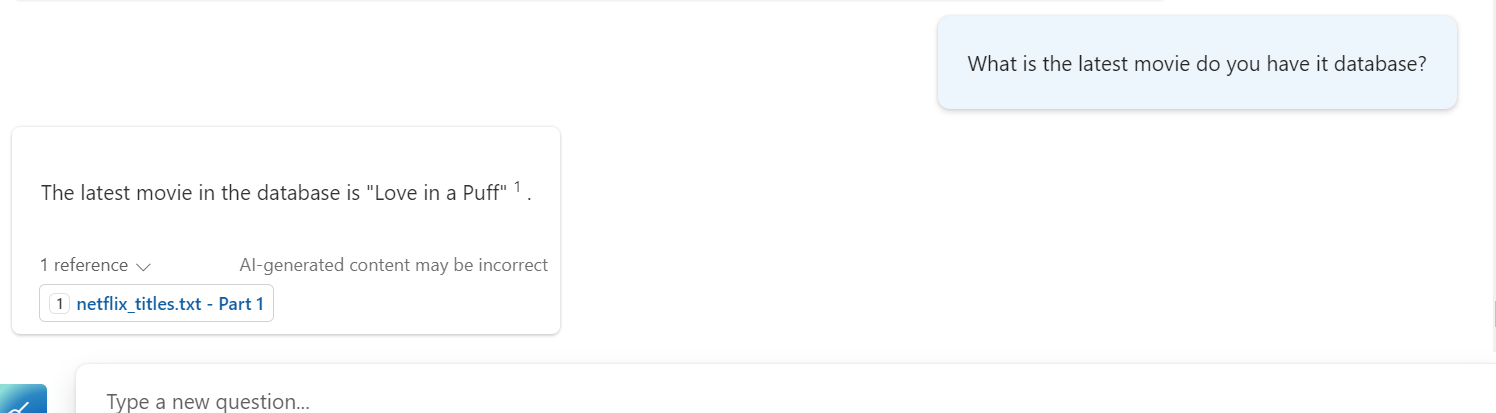 What is the latest movie do you have it database?
The latest movie in the database is "Love in a Puff" 1 .
1 reference
AI-generated content may be incorrect
1 netflix_titles.txt - Part 1
Type a new question...